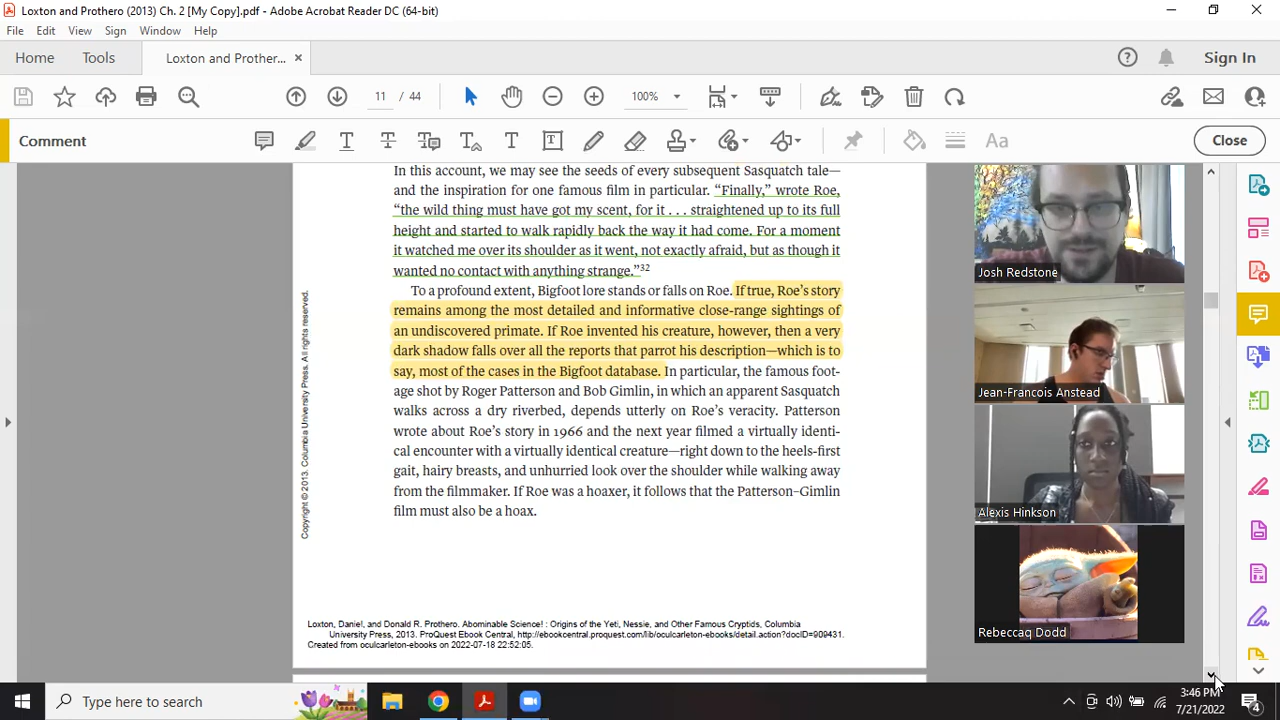 Loxton and Prothero (2013) Ch. 2 [My Copy].pdf - Adobe Acrobat Reader DC (64-bit)
File Edit View Sign Window Help
Home Tools Loxton and Prother... × Sign In
11 / 44 100%
Comment Close
In this account, we may see the seeds of every subsequent Sasquatch tale—
and the inspiration for one famous film in particular. “Finally,” wrote Roe,
“the wild thing must have got my scent, for it . . . straightened up to its full
height and started to walk rapidly back the way it had come. For a moment
it watched me over its shoulder as it went, not exactly afraid, but as though it
wanted no contact with anything strange.”32
To a profound extent, Bigfoot lore stands or falls on Roe. If true, Roe’s story
remains among the most detailed and informative close-range sightings of
an undiscovered primate. If Roe invented his creature, however, then a very
dark shadow falls over all the reports that parrot his description—which is to
say, most of the cases in the Bigfoot database. In particular, the famous foot-
age shot by Roger Patterson and Bob Gimlin, in which an apparent Sasquatch
walks across a dry riverbed, depends utterly on Roe’s veracity. Patterson
wrote about Roe’s story in 1966 and the next year filmed a virtually identi-
cal encounter with a virtually identical creature—right down to the heels-first
gait, hairy breasts, and unhurried look over the shoulder while walking away
from the filmmaker. If Roe was a hoaxer, it follows that the Patterson–Gimlin
film must also be a hoax.
Copyright © 2013. Columbia University Press. All rights reserved.
Loxton, Daniel, and Donald R. Prothero. Abominable Science! : Origins of the Yeti, Nessie, and Other Famous Cryptids, Columbia
University Press, 2013. ProQuest Ebook Central, http://ebookcentral.proquest.com/lib/oculcarleton-ebooks/detail.action?docID=909431.
Created from oculcarleton-ebooks on 2022-07-18 22:52:05.
Josh Redstone
Jean-Francois Anstead
Alexis Hinkson
Rebeccaq Dodd
Type here to search
3:46 PM
7/21/2022
4